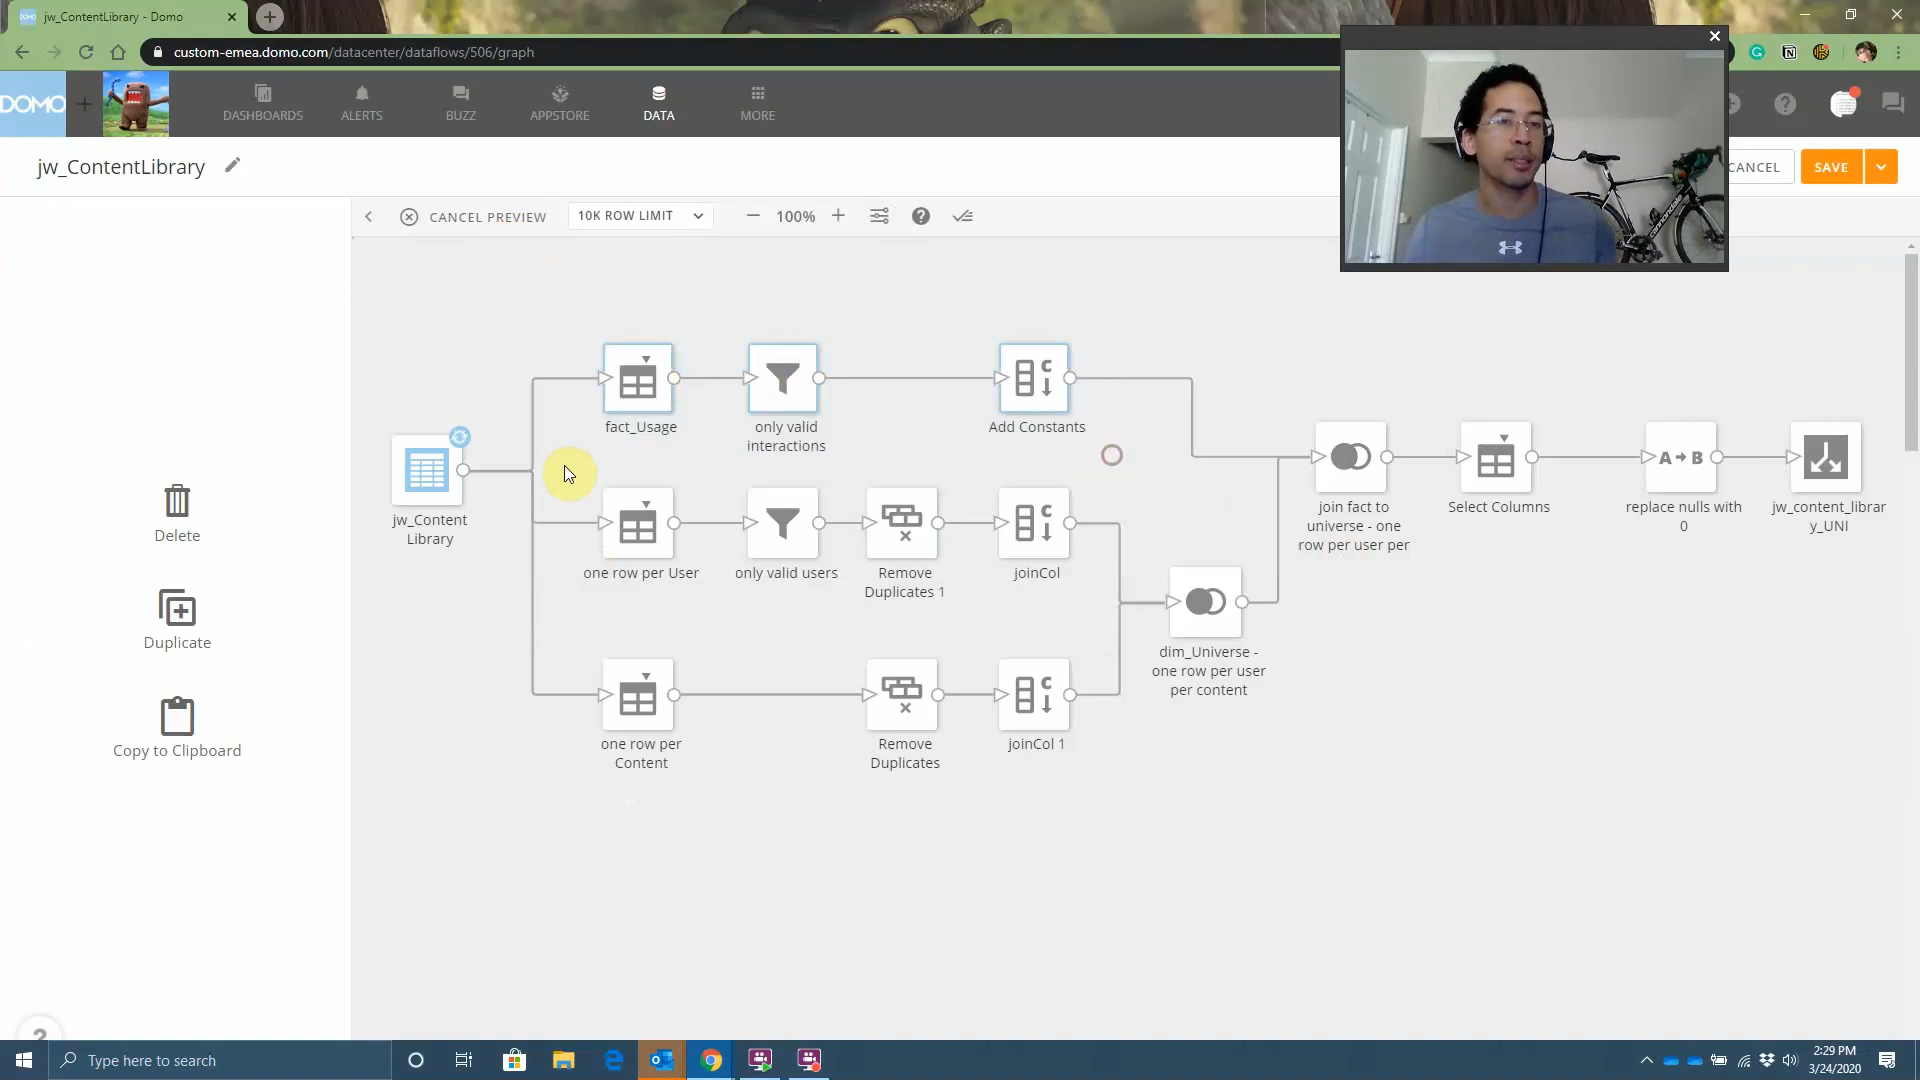 jw_ContentLibrary - Domo
custom-emea.domo.com/datacenter/dataflows/506/graph
DOMO
DASHBOARDS
ALERTS
BUZZ
APPSTORE
DATA
MORE
jw_ContentLibrary
CANCEL
SAVE
CANCEL PREVIEW
10K ROW LIMIT
100%
Delete
Duplicate
Copy to Clipboard
jw_Content
Library
fact_Usage
only valid
interactions
Add Constants
one row per User
only valid users
Remove
Duplicates 1
joinCol
one row per
Content
Remove
Duplicates
joinCol 1
dim_Universe -
one row per user
per content
join fact to
universe - one
row per user per
Select Columns
A B
replace nulls with
0
jw_content_librar
y_UNI
Type here to search
2:29 PM
3/24/2020